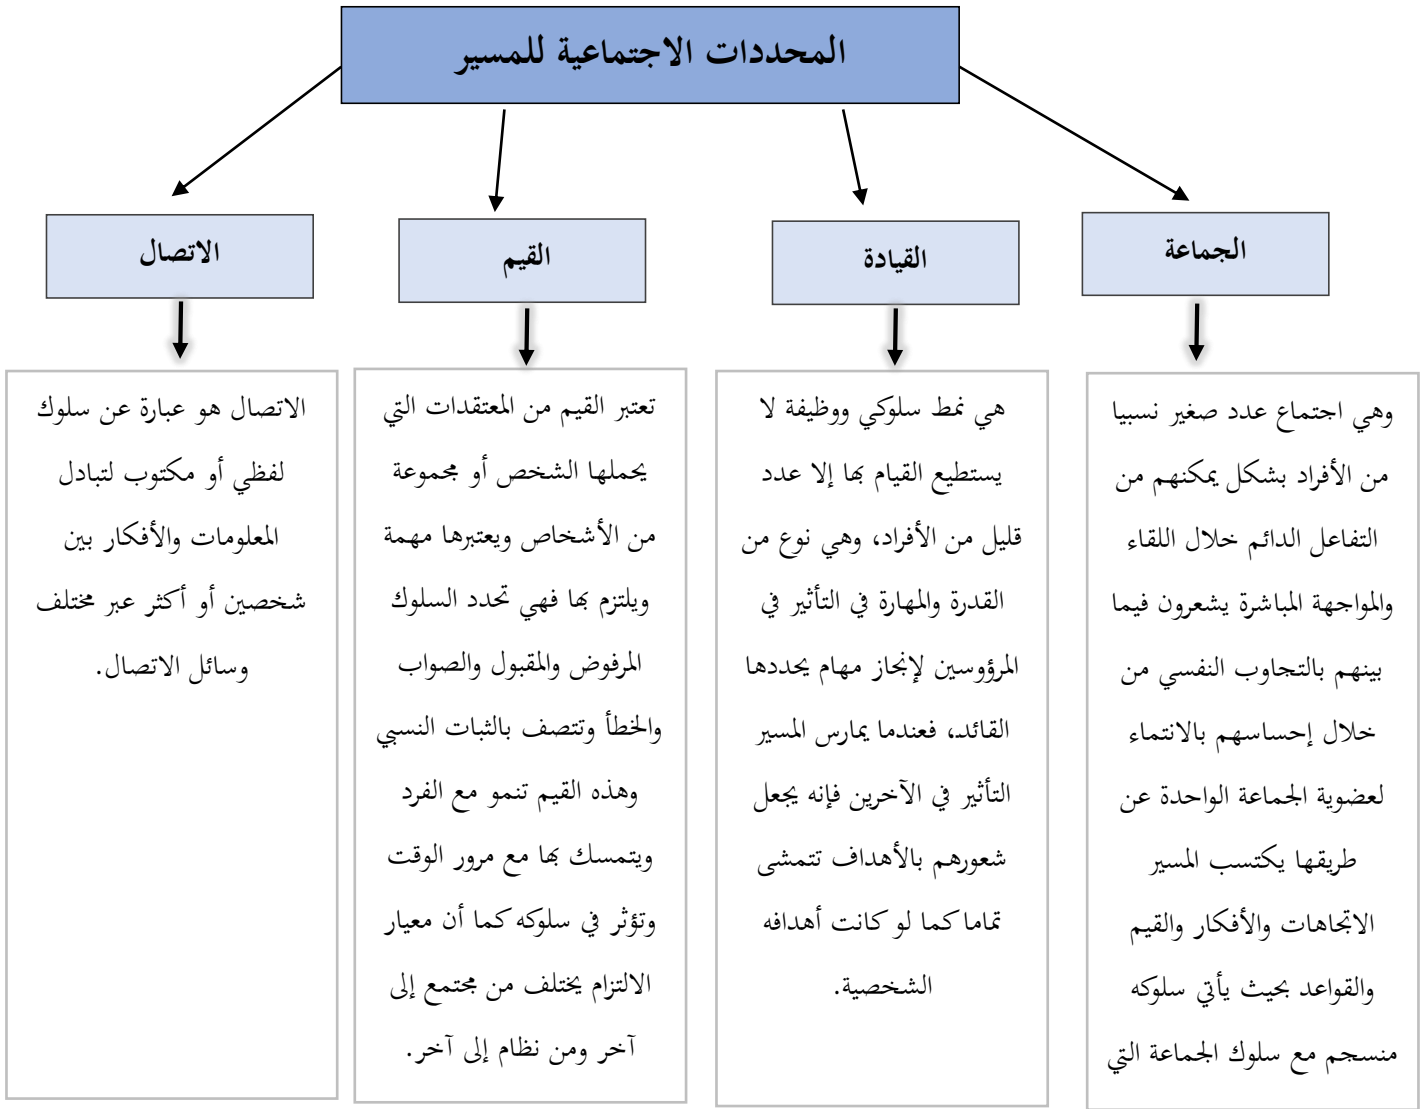 المحددات الاجتماعية للمسير
الجماعة
القيادة
القيم
الاتصال
وهي اجتماع عدد صغير نسبيا
من الأفراد بشكل يمكنهم من
التفاعل الدائم خلال اللقاء
والمواجهة المباشرة يشعرون فيما
بينهم بالتجاوب النفسي من
خلال إحساسهم بالانتماء
لعضوية الجماعة الواحدة عن
طريقها يكتسب المسير
الاتجاهات والأفكار والقيم
والقواعد بحيث يأتي سلوكه
منسجم مع سلوك الجماعة التي
هي نمط سلوكي ووظيفة لا
يستطيع القيام بها إلا عدد
قليل من الأفراد، وهي نوع من
القدرة والمهارة في التأثير في
المرؤوسين لإنجاز مهام يحددها
القائد، فعندما يمارس المسير
التأثير في الآخرين فإنه يجعل
شعورهم بالأهداف تتمشى
تماما كما لو كانت أهدافه
الشخصية.
تعتبر القيم من المعتقدات التي
يحملها الشخص أو مجموعة
من الأشخاص ويعتبرها مهمة
ويلتزم بها فهي تحدد السلوك
المرفوض والمقبول والصواب
والخطأ وتتصف بالثبات النسبي
وهذه القيم تنمو مع الفرد
ويتمسك بها مع مرور الوقت
وتؤثر في سلوكه كما أن معيار
الالتزام يختلف من مجتمع إلى
آخر ومن نظام إلى آخر.
الاتصال هو عبارة عن سلوك
لفظي أو مكتوب لتبادل
المعلومات والأفكار بين
شخصين أو أكثر عبر مختلف
وسائل الاتصال.